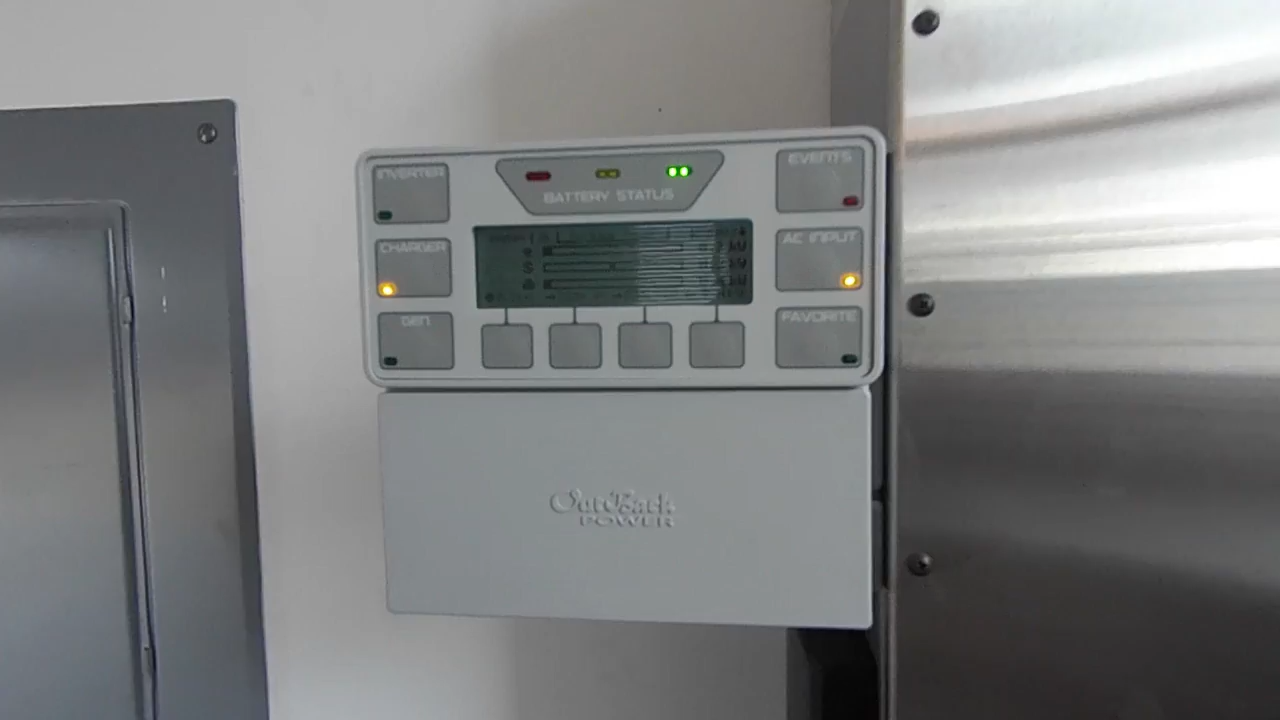 INVERTER
BATTERY STATUS
EVENTS
CHARGER
AC INPUT
GEN
FAVORITE
OutBack
POWER